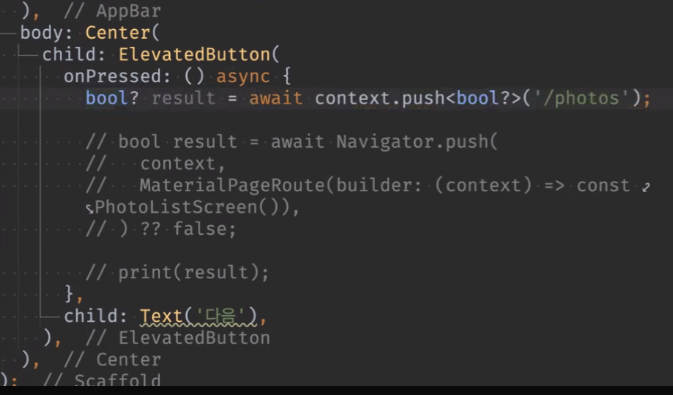 ),  // AppBar
body: Center(
child: ElevatedButton(
onPressed: () async {
bool? result = await context.push<bool?>('/photos');
// bool result = await Navigator.push(
//   context,
//   MaterialPageRoute(builder: (context) => const
PhotoListScreen()),
// ) ?? false;
// print(result);
},
child: Text('다음'),
),  // ElevatedButton
),  // Center
);  // Scaffold